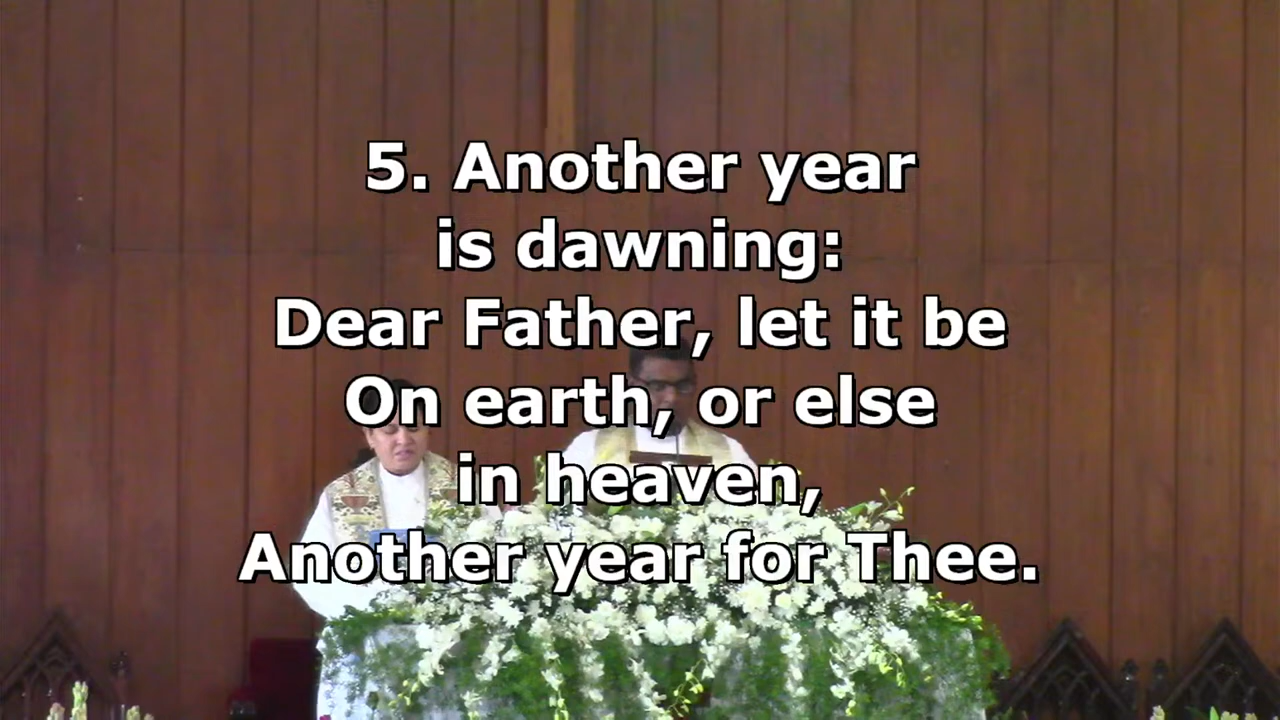 5. Another year
is dawning:
Dear Father, let it be
On earth, or else
in heaven,
Another year for Thee.